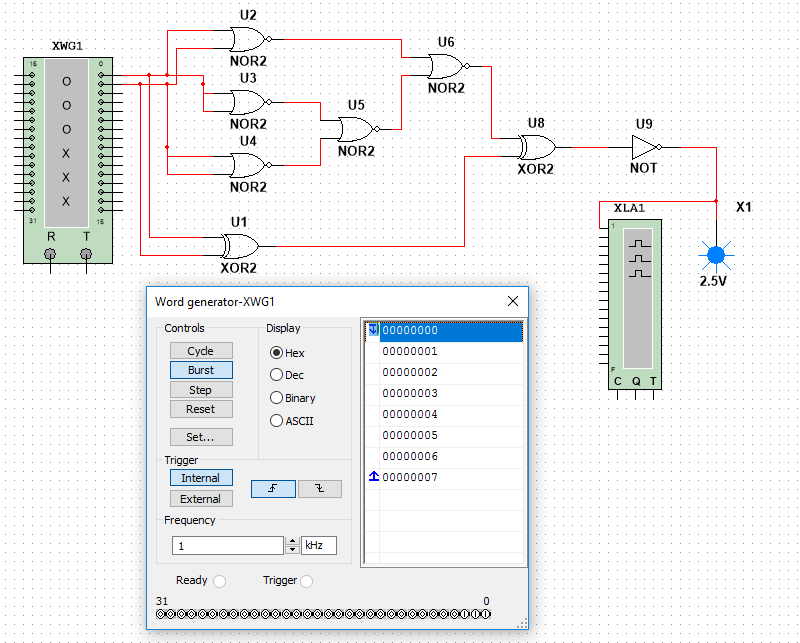 U2
XWG1
NOR2
U6
16
0
U3
NOR2
O
O
O
X
X
X
NOR2
U5
U4
NOR2
U8
U9
NOR2
XOR2
NOT
31
15
R
T
U1
XOR2
XLA1
X1
1
F
C Q T
2.5V
Word generator-XWG1
Controls
Cycle
Burst
Step
Reset
Set...
Display
Hex
Dec
Binary
ASCII
Trigger
Internal
External
Frequency
1
kHz
Ready
Trigger
31
0
00000000
00000001
00000002
00000003
00000004
00000005
00000006
00000007